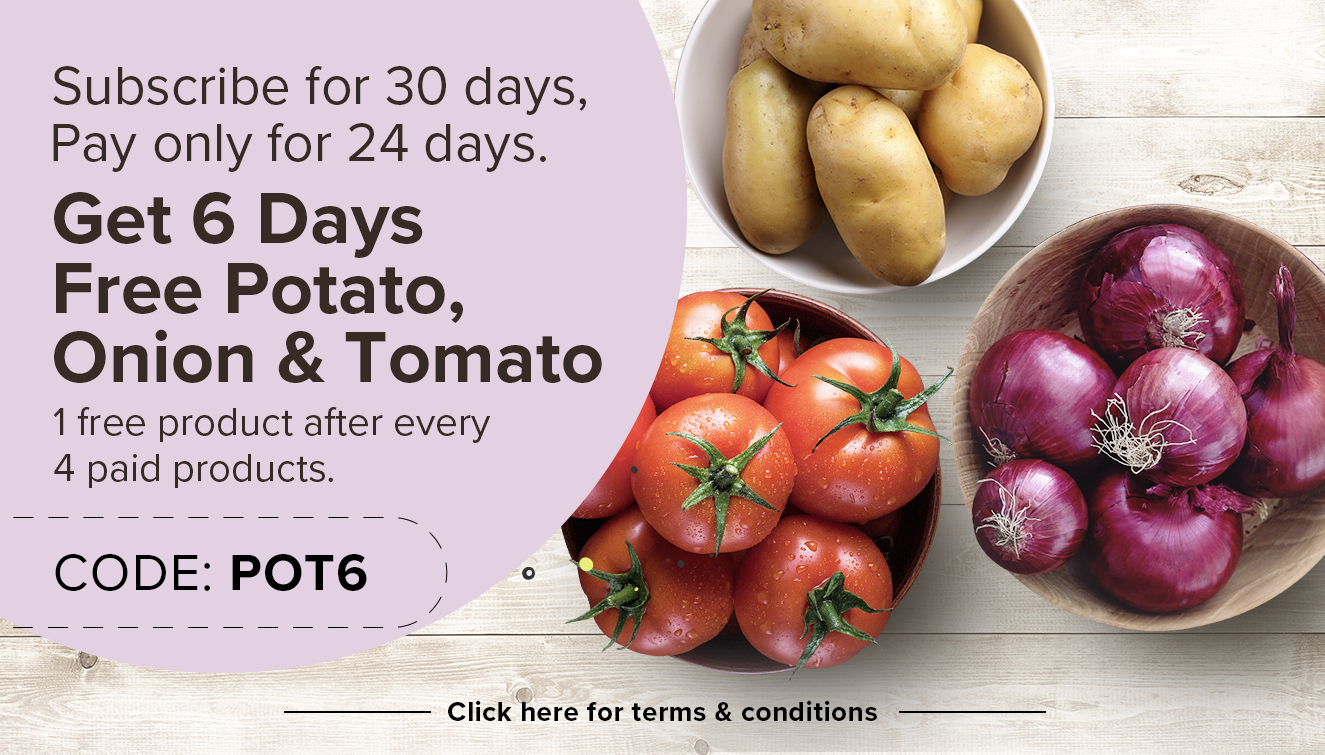 Subscribe for 30 days,
Pay only for 24 days.
Get 6 Days
Free Potato,
Onion & Tomato
1 free product after every
4 paid products.
CODE: POT6
Click here for terms & conditions